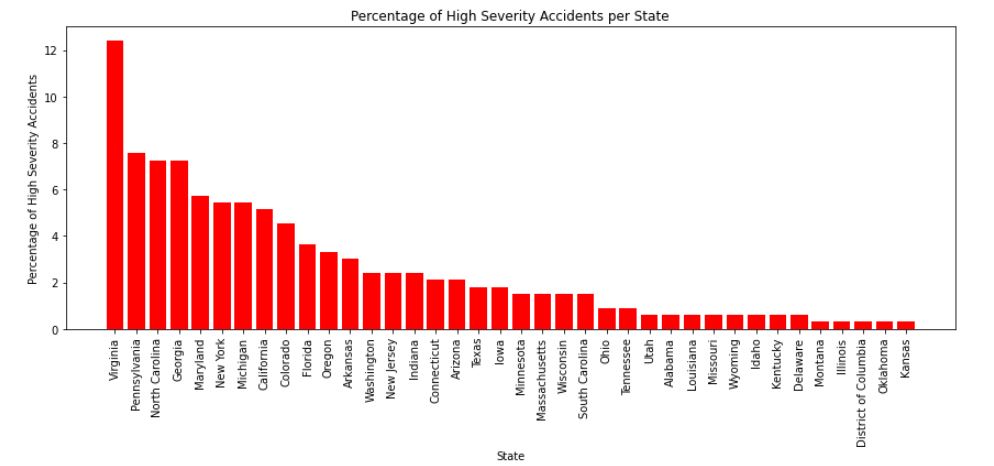 Percentage of High Severity Accidents per State
Percentage of High Severity Accidents
12
10
8
6
4
2
0
Virginia
Pennsylvania
North Carolina
Georgia
Maryland
New York
Michigan
California
Colorado
Florida
Oregon
Arkansas
Washington
New Jersey
Indiana
Connecticut
Arizona
Texas
Iowa
Minnesota
Massachusetts
Wisconsin
South Carolina
Ohio
Tennessee
Utah
Alabama
Louisiana
Missouri
Wyoming
Idaho
Kentucky
Delaware
Montana
Illinois
District of Columbia
Oklahoma
Kansas
State